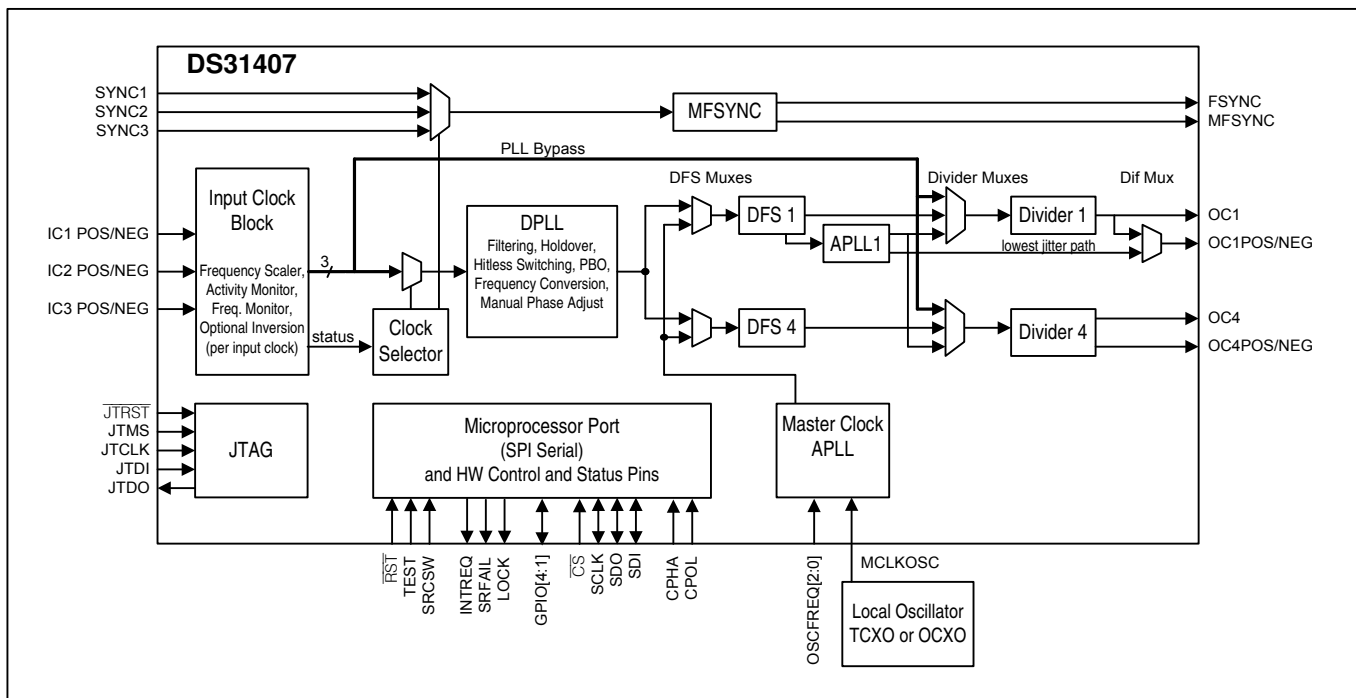 DS31407
SYNC1
SYNC2
SYNC3
MFSYNC
FSYNC
MFSYNC
PLL Bypass
DFS Muxes
Divider Muxes
Dif Mux
Input Clock
Block
Frequency Scaler,
Activity Monitor,
Freq. Monitor,
Optional Inversion
(per input clock)
IC1 POS/NEG
IC2 POS/NEG
IC3 POS/NEG
3
status
Clock
Selector
DPLL
Filtering, Holdover,
Hitless Switching, PBO,
Frequency Conversion,
Manual Phase Adjust
DFS 1
APLL1
lowest jitter path
Divider 1
OC1
OC1POS/NEG
DFS 4
Divider 4
OC4
OC4POS/NEG
JTRST
JTMS
JTCLK
JTDI
JTDO
JTAG
Microprocessor Port
(SPI Serial)
and HW Control and Status Pins
Master Clock
APLL
RST
TEST
SRCSW
INTREQ
SRFAIL
LOCK
GPIO[4:1]
CS
SCLK
SDO
SDI
CPHA
CPOL
OSCFREQ[2:0]
MCLKOSC
Local Oscillator
TCXO or OCXO